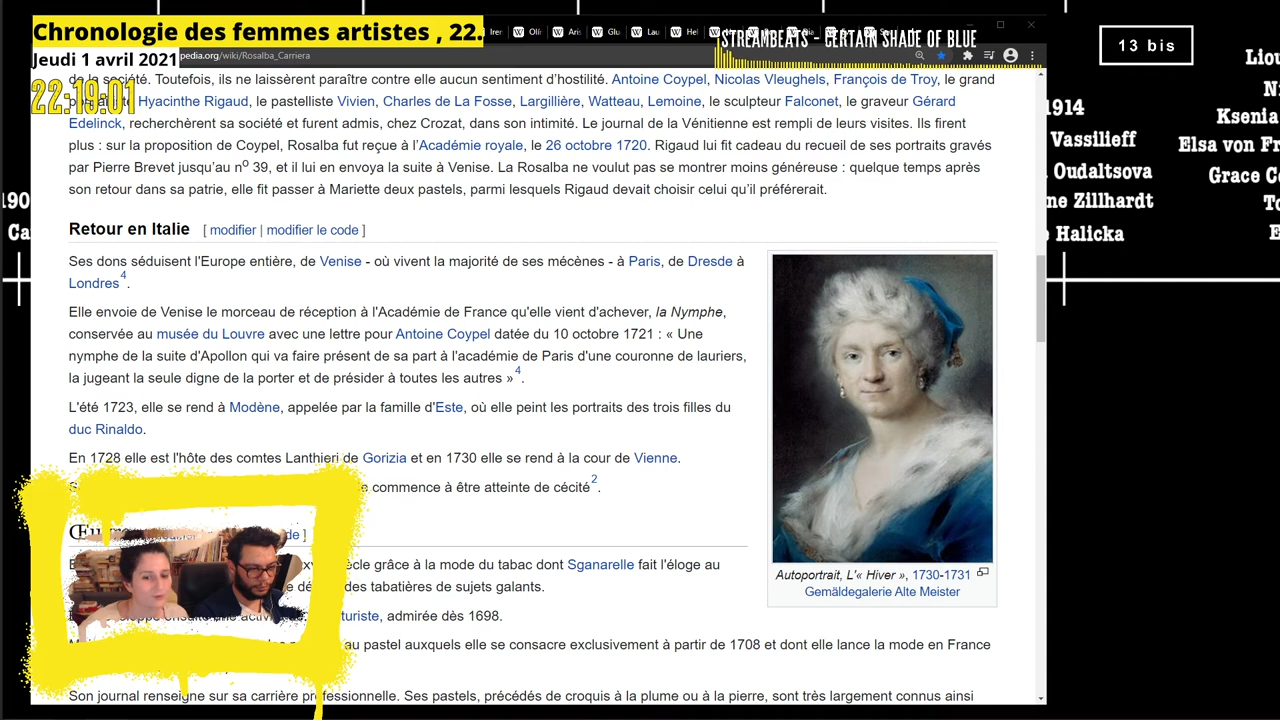 Chronologie des femmes artistes , 22.
Jeudi 1 avril 2021
22:19:01
pedia.org/wiki/Rosalba_Carriera
STREAMBEATS - CERTAIN SHADE OF BLUE
13 bis
de la société. Toutefois, ils ne laissèrent paraître contre elle aucun sentiment d'hostilité. Antoine Coypel, Nicolas Vleughels, François de Troy, le grand
Hyacinthe Rigaud, le pastelliste Vivien, Charles de La Fosse, Largillière, Watteau, Lemoine, le sculpteur Falconet, le graveur Gérard
Edelinck, recherchèrent sa société et furent admis, chez Crozat, dans son intimité. Le journal de la Vénitienne est rempli de leurs visites. Ils firent
plus : sur la proposition de Coypel, Rosalba fut reçue à l'Académie royale, le 26 octobre 1720. Rigaud lui fit cadeau du recueil de ses portraits gravés
par Pierre Brevet jusqu'au no 39, et il lui en envoya la suite à Venise. La Rosalba ne voulut pas se montrer moins généreuse : quelque temps après
son retour dans sa patrie, elle fit passer à Mariette deux pastels, parmi lesquels Rigaud devait choisir celui qu'il préférerait.
Retour en Italie [ modifier | modifier le code ]
Ses dons séduisent l'Europe entière, de Venise - où vivent la majorité de ses mécènes - à Paris, de Dresde à
Londres4.
Elle envoie de Venise le morceau de réception à l'Académie de France qu'elle vient d'achever, la Nymphe,
conservée au musée du Louvre avec une lettre pour Antoine Coypel datée du 10 octobre 1721 : « Une
nymphe de la suite d'Apollon qui va faire présent de sa part à l'académie de Paris d'une couronne de lauriers,
la jugeant la seule digne de la porter et de présider à toutes les autres »4.
L'été 1723, elle se rend à Modène, appelée par la famille d'Este, où elle peint les portraits des trois filles du
duc Rinaldo.
En 1728 elle est l'hôte des comtes Lanthieri de Gorizia et en 1730 elle se rend à la cour de Vienne.
commence à être atteinte de cécité2.
Autoportrait, L'« Hiver », 1730-1731
Gemäldegalerie Alte Meister
de ]
grâce à la mode du tabac dont Sganarelle fait l'éloge au
des tabatières de sujets galants.
admirée dès 1698.
au pastel auxquels elle se consacre exclusivement à partir de 1708 et dont elle lance la mode en France
Son journal renseigne sur sa carrière professionnelle. Ses pastels, précédés de croquis à la plume ou à la pierre, sont très largement connus ainsi
1914
Vassilieff
Oudaltsova
Zillhardt
Halicka
Liou
Ni
Ksenia
Elsa von Fr
Grace Co
To
E
190
Ca